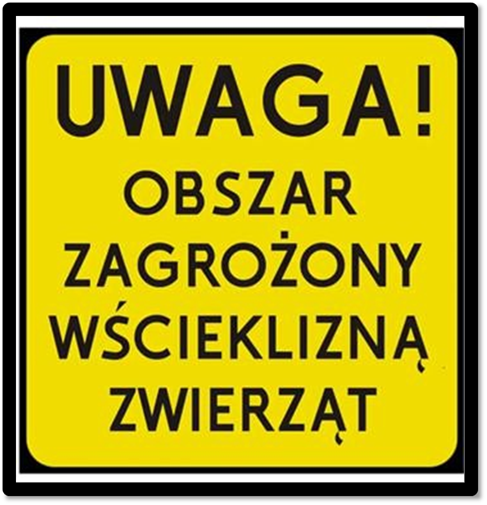 UWAGA!
OBSZAR
ZAGROŻONY
WŚCIEKLIZNĄ
ZWIERZĄT